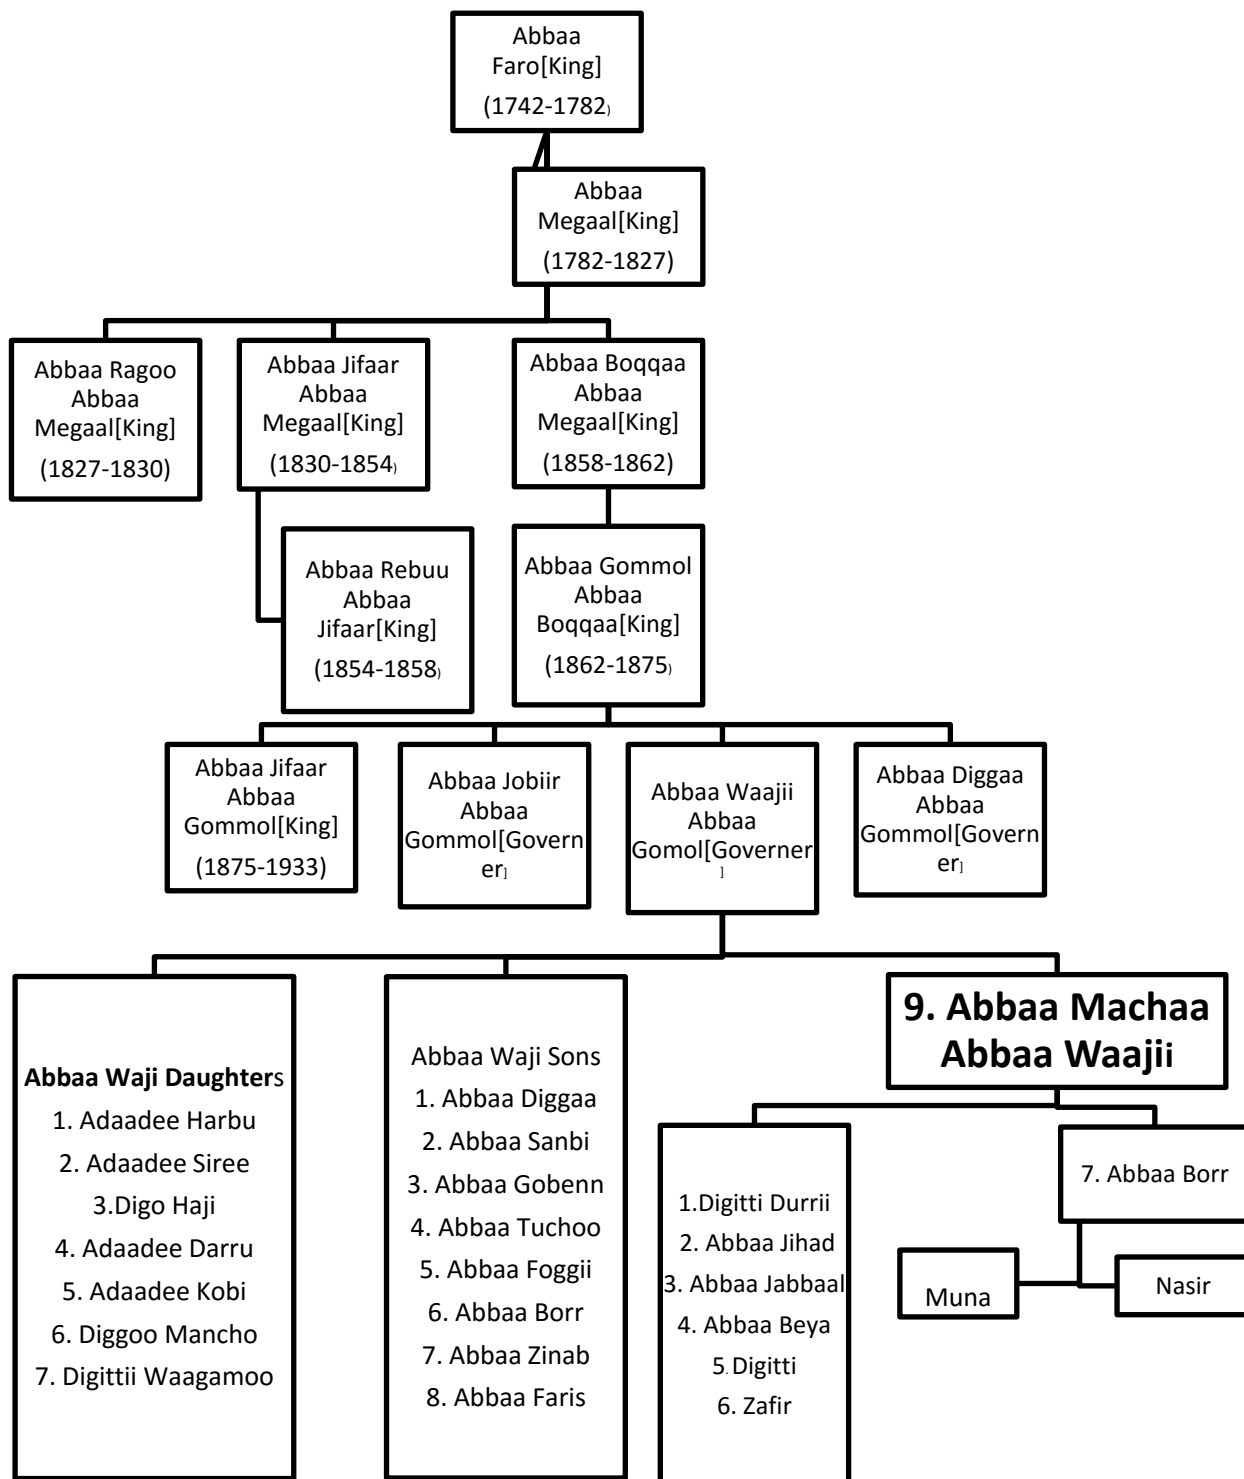 Abbaa
Faro[King]
(1742-1782)
Abbaa
Megaal[King]
(1782-1827)
Abbaa Ragoo
Abbaa
Megaal[King]
(1827-1830)
Abbaa Jifaar
Abbaa
Megaal[King]
(1830-1854)
Abbaa Boqqaa
Abbaa
Megaal[King]
(1858-1862)
Abbaa Rebuu
Abbaa
Jifaar[King]
(1854-1858)
Abbaa Gommol
Abbaa
Boqqaa[King]
(1862-1875)
Abbaa Jifaar
Abbaa
Gommol[King]
(1875-1933)
Abbaa Jobiir
Abbaa
Gommol[Govern
er]
Abbaa Waajii
Abbaa
Gomol[Governer
]
Abbaa Diggaa
Abbaa
Gommol[Govern
er]
Abbaa Waji Daughters
1. Adaadee Harbu
2. Adaadee Siree
3.Digo Haji
4. Adaadee Darru
5. Adaadee Kobi
6. Diggoo Mancho
7. Digittii Waagamoo
Abbaa Waji Sons
1. Abbaa Diggaa
2. Abbaa Sanbi
3. Abbaa Gobenn
4. Abbaa Tuchoo
5. Abbaa Foggii
6. Abbaa Borr
7. Abbaa Zinab
8. Abbaa Faris
9. Abbaa Machaa
Abbaa Waajii
1.Digitti Durrii
2. Abbaa Jihad
3. Abbaa Jabbaal
4. Abbaa Beya
5. Digitti
6. Zafir
7. Abbaa Borr
Muna
Nasir